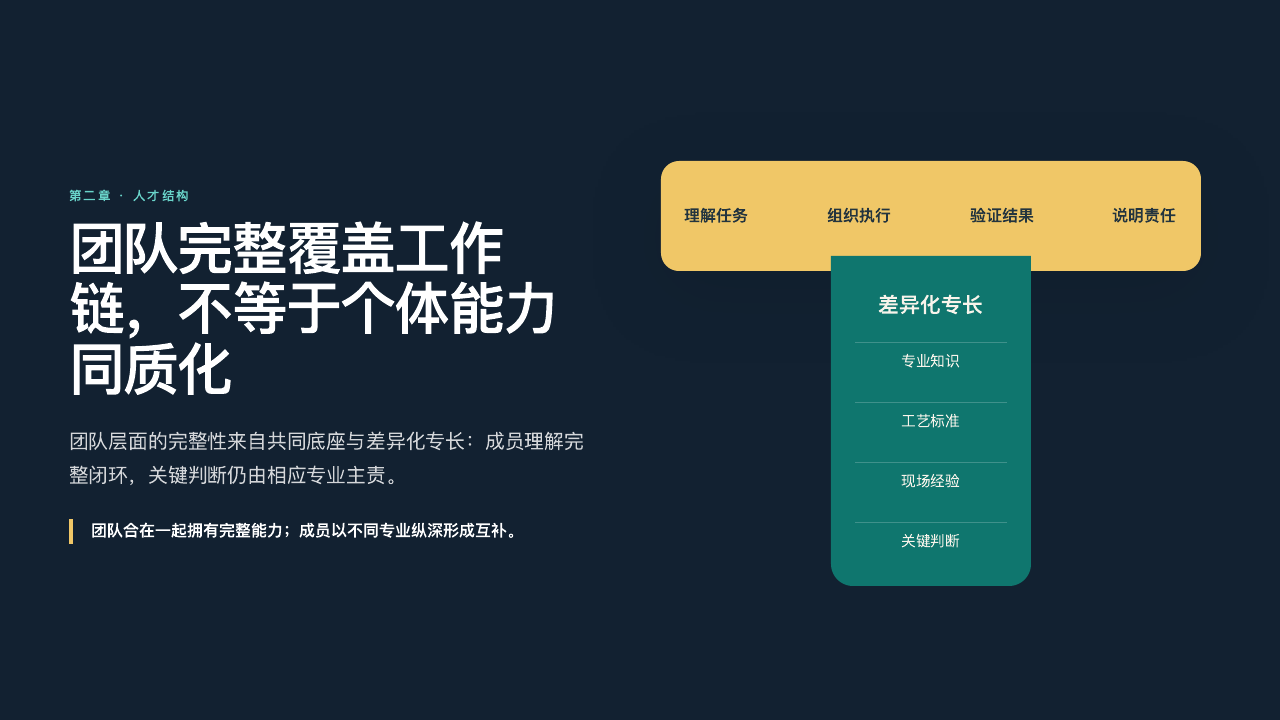 第二章 · 人才结构
团队完整覆盖工作
链，不等于个体能力
同质化
团队层面的完整性来自共同底座与差异化专长：成员理解完
整闭环，关键判断仍由相应专业主责。
团队合在一起拥有完整能力；成员以不同专业纵深形成互补。
理解任务 组织执行 验证结果 说明责任
差异化专长
专业知识
工艺标准
现场经验
关键判断